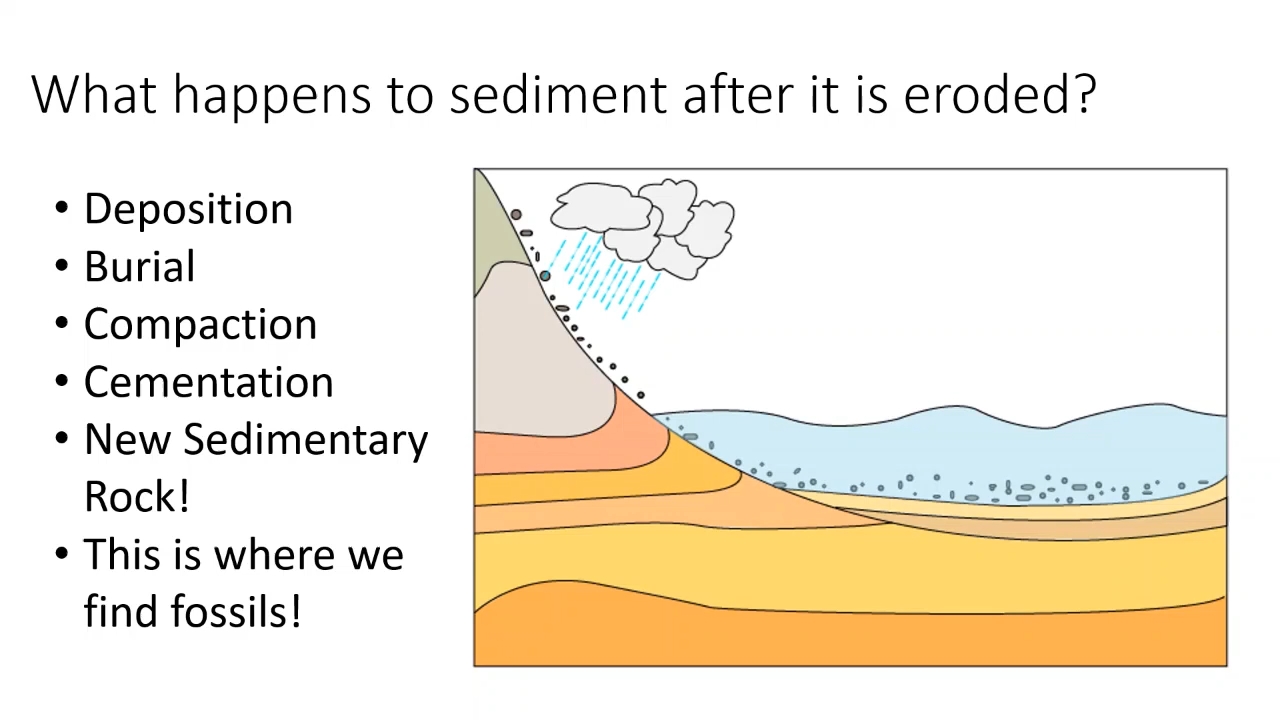 What happens to sediment after it is eroded?
• Deposition
• Burial
• Compaction
• Cementation
• New Sedimentary
Rock!
• This is where we
find fossils!